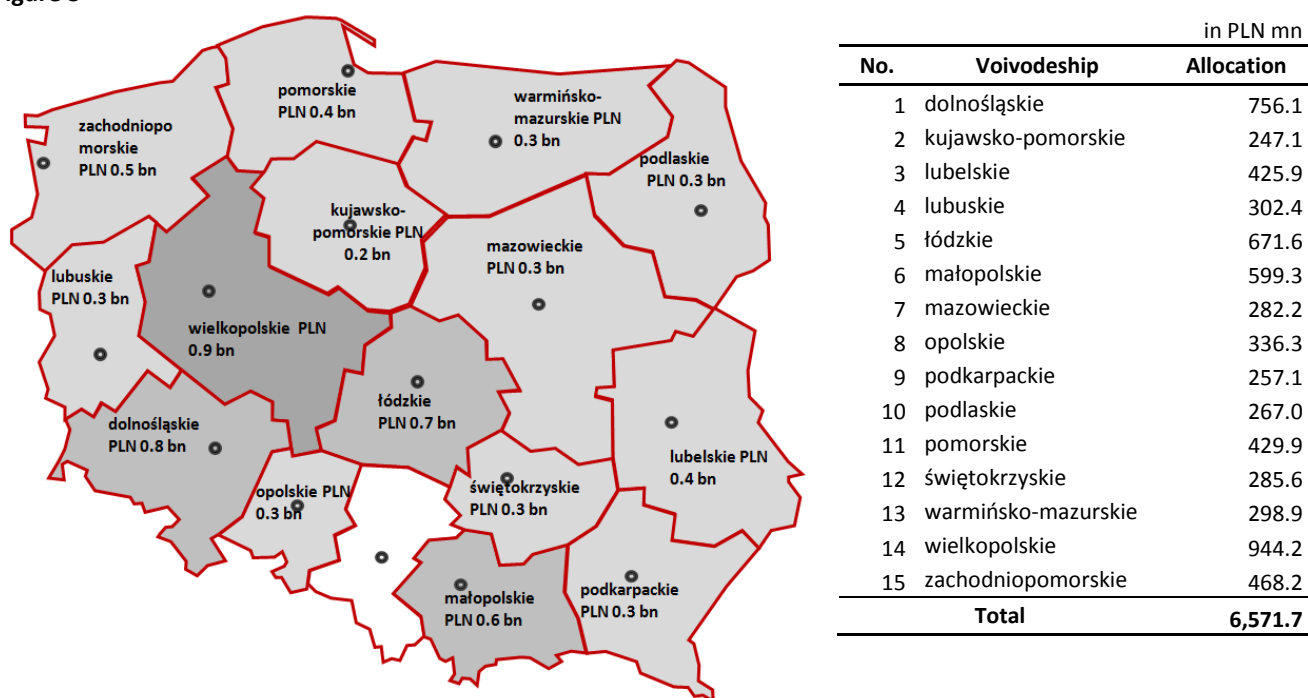 pomorskie
PLN 0.4 bn
warmińsko-
mazurskie PLN
0.3 bn
zachodniopo
morskie
PLN 0.5 bn
podlaskie
PLN 0.3 bn
kujawsko-
pomorskie PLN
0.2 bn
mazowieckie
PLN 0.3 bn
lubuskie
PLN 0.3 bn
wielkopolskie PLN
0.9 bn
łódzkie
PLN 0.7 bn
dolnośląskie
PLN 0.8 bn
lubelskie PLN
0.4 bn
opolskie PLN
0.3 bn
świętokrzyskie
PLN 0.3 bn
małopolskie
PLN 0.6 bn
podkarpackie
PLN 0.3 bn
in PLN mn
No. Voivodeship Allocation
1 dolnośląskie 756.1
2 kujawsko-pomorskie 247.1
3 lubelskie 425.9
4 lubuskie 302.4
5 łódzkie 671.6
6 małopolskie 599.3
7 mazowieckie 282.2
8 opolskie 336.3
9 podkarpackie 257.1
10 podlaskie 267.0
11 pomorskie 429.9
12 świętokrzyskie 285.6
13 warmińsko-mazurskie 298.9
14 wielkopolskie 944.2
15 zachodniopomorskie 468.2
Total 6,571.7